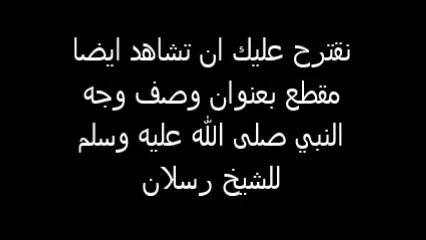 نقترح عليك ان تشاهد ايضا
مقطع بعنوان وصف وجه
النبي صلى الله عليه وسلم
للشيخ رسلان